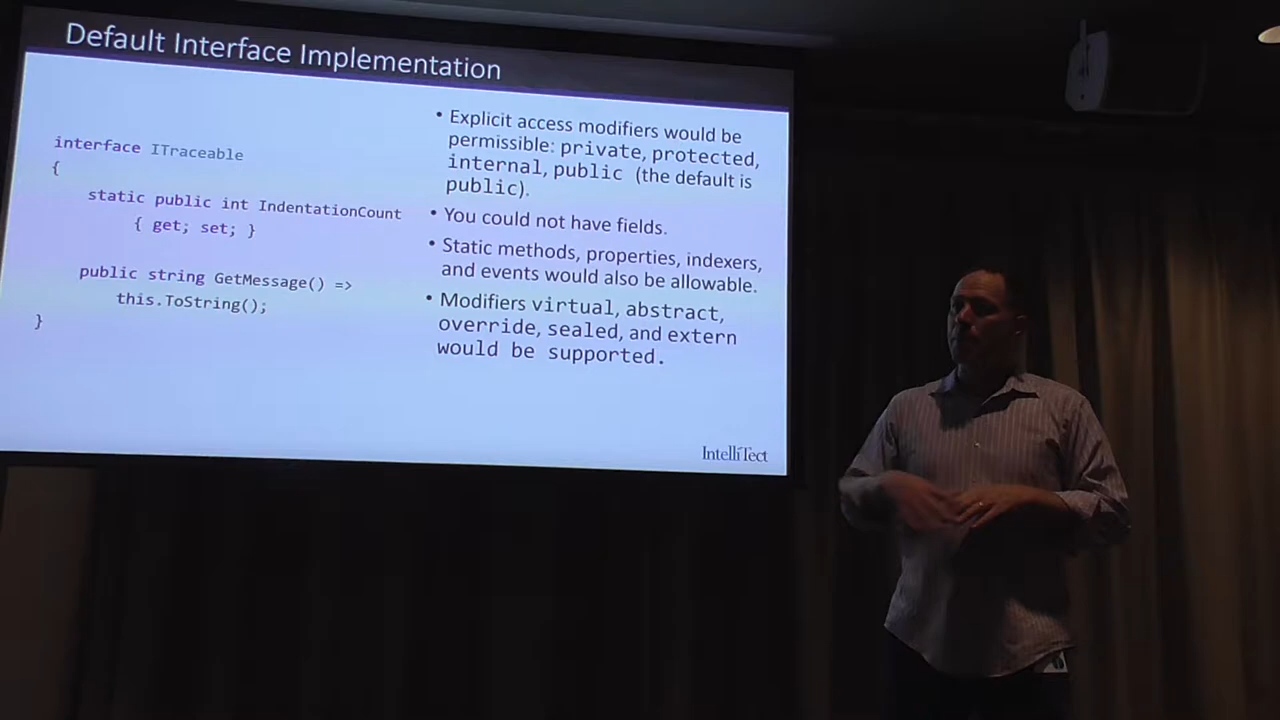 Default Interface Implementation
interface ITraceable
{
static public int IndentationCount
{ get; set; }
public string GetMessage() =>
this.ToString();
}
• Explicit access modifiers would be
permissible: private, protected,
internal, public (the default is
public).
• You could not have fields.
• Static methods, properties, indexers,
and events would also be allowable.
• Modifiers virtual, abstract,
override, sealed, and extern
would be supported.
IntelliTect